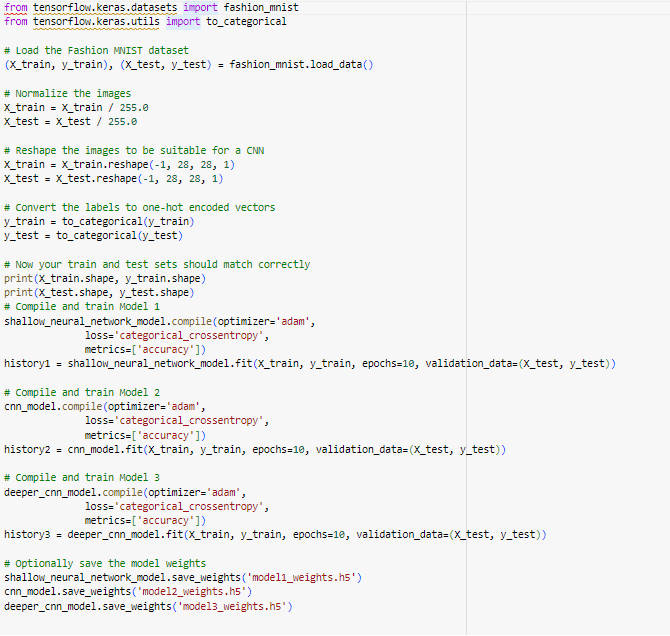 from tensorflow.keras.datasets import fashion_mnist
from tensorflow.keras.utils import to_categorical
# Load the Fashion MNIST dataset
(X_train, y_train), (X_test, y_test) = fashion_mnist.load_data()
# Normalize the images
X_train = X_train / 255.0
X_test = X_test / 255.0
# Reshape the images to be suitable for a CNN
X_train = X_train.reshape(-1, 28, 28, 1)
X_test = X_test.reshape(-1, 28, 28, 1)
# Convert the labels to one-hot encoded vectors
y_train = to_categorical(y_train)
y_test = to_categorical(y_test)
# Now your train and test sets should match correctly
print(X_train.shape, y_train.shape)
print(X_test.shape, y_test.shape)
# Compile and train Model 1
shallow_neural_network_model.compile(optimizer='adam',
loss='categorical_crossentropy',
metrics=['accuracy'])
history1 = shallow_neural_network_model.fit(X_train, y_train, epochs=10, validation_data=(X_test, y_test))
# Compile and train Model 2
cnn_model.compile(optimizer='adam',
loss='categorical_crossentropy',
metrics=['accuracy'])
history2 = cnn_model.fit(X_train, y_train, epochs=10, validation_data=(X_test, y_test))
# Compile and train Model 3
deeper_cnn_model.compile(optimizer='adam',
loss='categorical_crossentropy',
metrics=['accuracy'])
history3 = deeper_cnn_model.fit(X_train, y_train, epochs=10, validation_data=(X_test, y_test))
# Optionally save the model weights
shallow_neural_network_model.save_weights('model1_weights.h5')
cnn_model.save_weights('model2_weights.h5')
deeper_cnn_model.save_weights('model3_weights.h5')